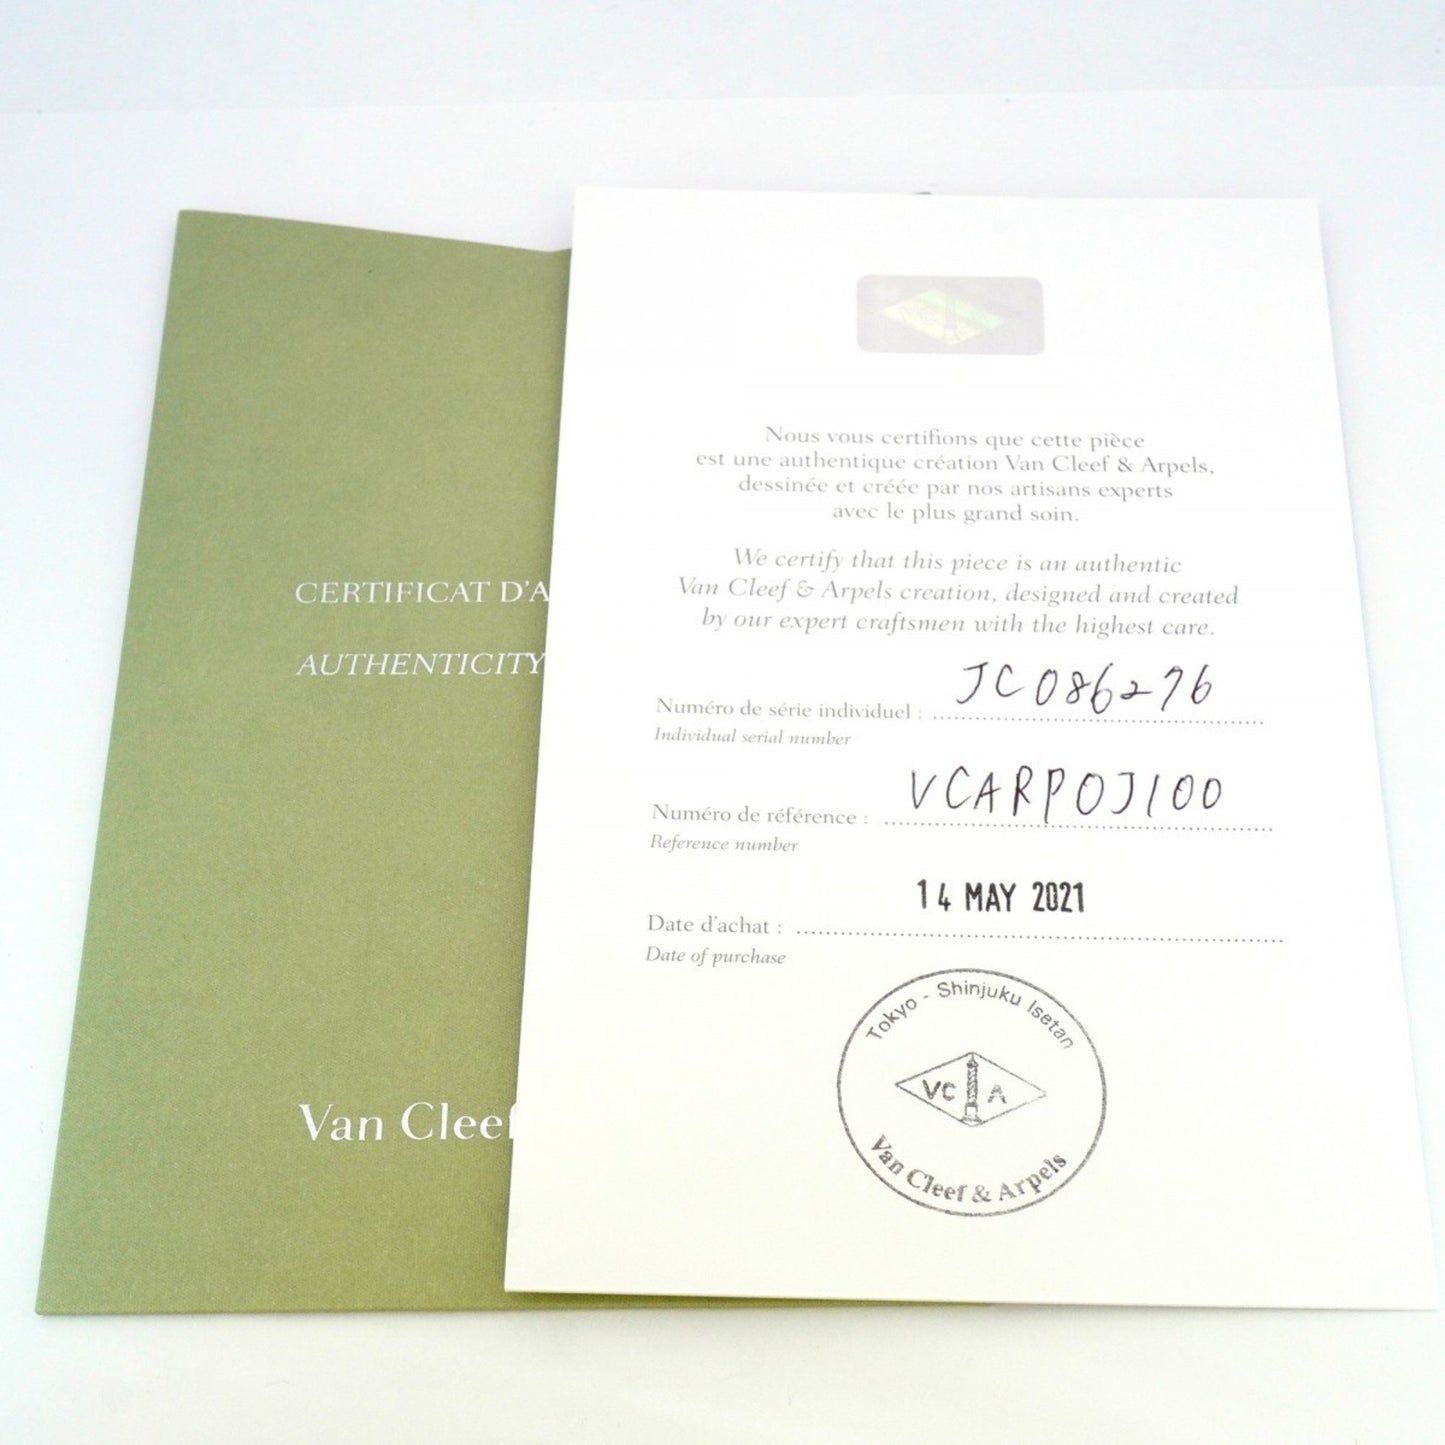 CERTIFICAT D'A
AUTHENTICITY
Van Cleef
Nous vous certifions que cette pièce
est une authentique création Van Cleef & Arpels,
dessinée et créée par nos artisans experts
avec le plus grand soin.
We certify that this piece is an authentic
Van Cleef & Arpels creation, designed and created
by our expert craftsmen with the highest care.
Numéro de série individuel : JC086276
Individual serial number
Numéro de référence : VCARPOJ100
Reference number
Date d'achat : 14 MAY 2021
Date of purchase
Tokyo - Shinjuku Isetan
VC A
Van Cleef & Arpels